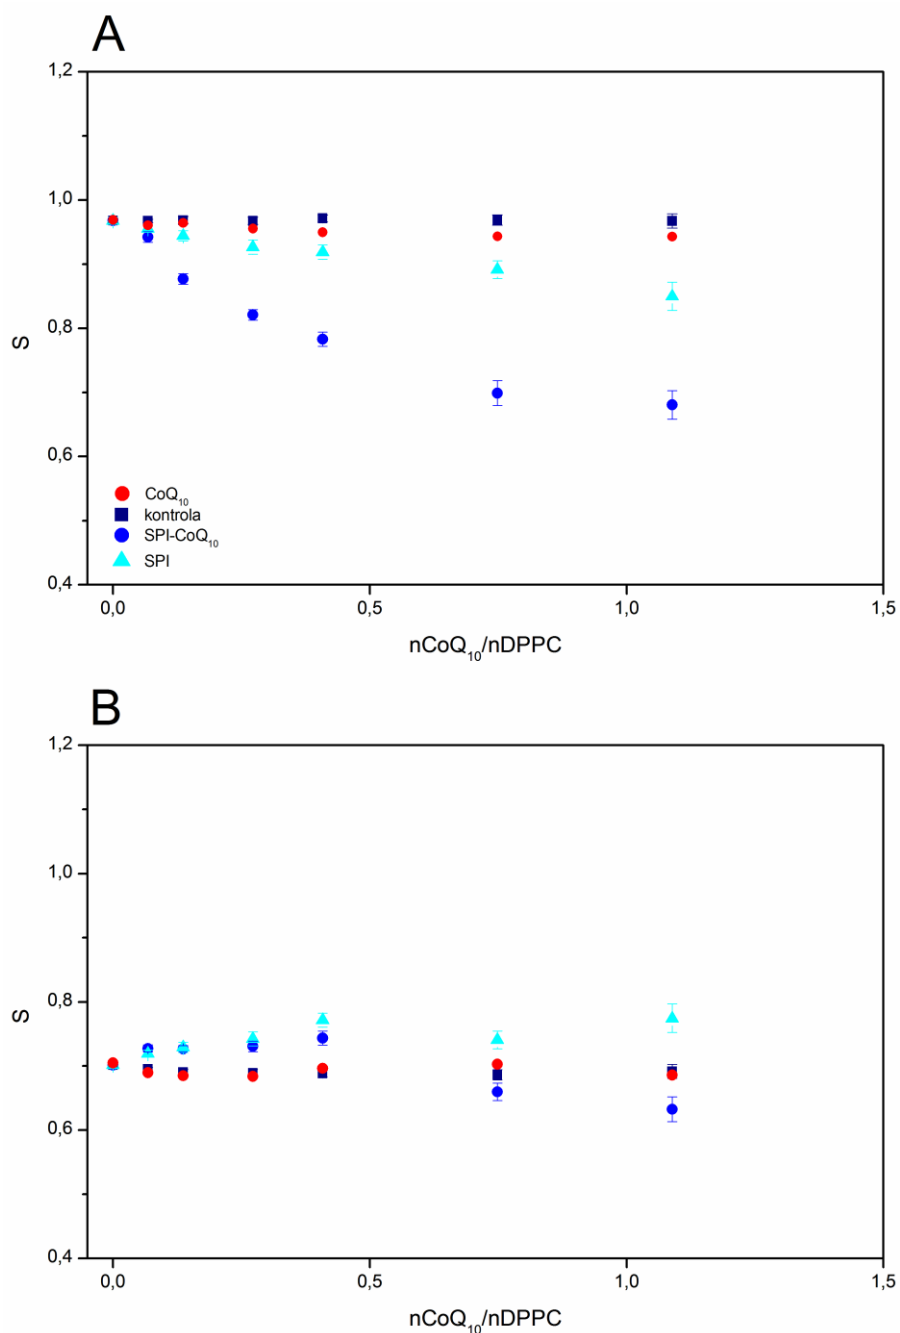 A
1,2
1,0
0,8
S
0,6
CoQ₁₀
kontrola
SPI-CoQ₁₀
SPI
0,4
0,0 0,5 1,0 1,5
nCoQ₁₀/nDPPC
B
1,2
1,0
0,8
S
0,6
0,4
0,0 0,5 1,0 1,5
nCoQ₁₀/nDPPC